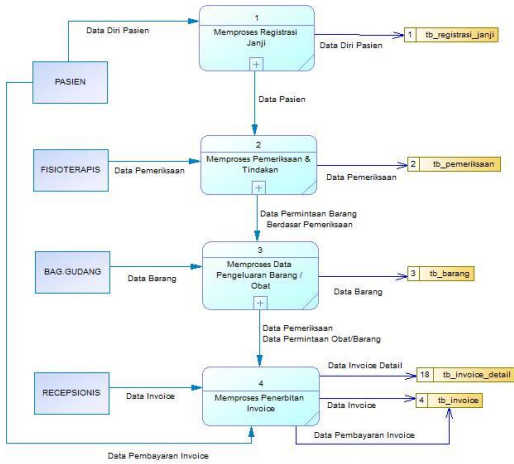 1
Memproses Registrasi
Janji
Data Diri Pasien
Data Diri Pasien
1 tb_registrasi_janji
PASIEN
Data Pasien
2
Memproses Pemeriksaan &
Tindakan
FISIOTERAPIS
Data Pemeriksaan
Data Pemeriksaan
2 tb_pemeriksaan
Data Permintaan Barang
Berdasar Pemeriksaan
3
Memproses Data
Pengeluaran Barang /
Obat
BAG.GUDANG
Data Barang
Data Barang
3 tb_barang
Data Pemeriksaan
Data Permintaan Obat/Barang
Data Invoice Detail
18 tb_invoice_detail
4
Memproses Penerbitan
Invoice
RECEPSIONIS
Data Invoice
Data Invoice
4 tb_invoice
Data Pembayaran Invoice
Data Pembayaran Invoice